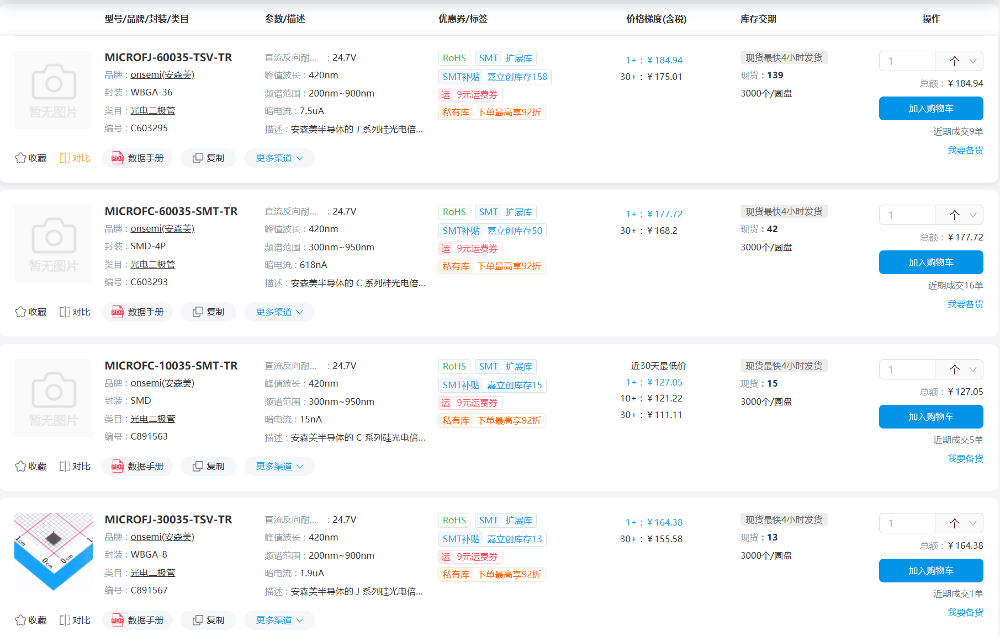 型号/品牌/封装/类目 参数/描述 优惠券/标签 价格梯度(含税) 库存交期 操作
暂无图片
MICROFJ-60035-TSV-TR
品牌：onsemi(安森美)
封装：WBGA-36
类目：光电二极管
编号：C603295
直流反向耐... ：24.7V
峰值波长：420nm
频谱范围：200nm~900nm
暗电流：7.5uA
描述：安森美半导体的 J 系列硅光电倍...
RoHS SMT 扩展库
SMT补贴 嘉立创库存158
运 9元运费券
私有库 下单最高享92折
1+：￥184.94
30+：￥175.01
现货最快4小时发货
现货：139
3000个/圆盘
1 个
总额：￥184.94
加入购物车
近期成交9单
我要备货
收藏 对比 PDF 数据手册 复制 更多渠道
暂无图片
MICROFC-60035-SMT-TR
品牌：onsemi(安森美)
封装：SMD-4P
类目：光电二极管
编号：C603293
直流反向耐... ：24.7V
峰值波长：420nm
频谱范围：300nm~950nm
暗电流：618nA
描述：安森美半导体的 C 系列硅光电倍...
RoHS SMT 扩展库
SMT补贴 嘉立创库存50
运 9元运费券
私有库 下单最高享92折
1+：￥177.72
30+：￥168.2
现货最快4小时发货
现货：42
3000个/圆盘
1 个
总额：￥177.72
加入购物车
近期成交16单
我要备货
收藏 对比 PDF 数据手册 复制 更多渠道
暂无图片
MICROFC-10035-SMT-TR
品牌：onsemi(安森美)
封装：SMD
类目：光电二极管
编号：C891563
直流反向耐... ：24.7V
峰值波长：420nm
频谱范围：300nm~950nm
暗电流：15nA
描述：安森美半导体的 C 系列硅光电倍...
RoHS SMT 扩展库
SMT补贴 嘉立创库存15
运 9元运费券
私有库 下单最高享92折
近30天最低价
1+：￥127.05
10+：￥121.22
30+：￥111.11
现货最快4小时发货
现货：15
3000个/圆盘
1 个
总额：￥127.05
加入购物车
近期成交5单
我要备货
收藏 对比 PDF 数据手册 复制 更多渠道
1cm 0cm 0cm 1
MICROFJ-30035-TSV-TR
品牌：onsemi(安森美)
封装：WBGA-8
类目：光电二极管
编号：C891567
直流反向耐... ：24.7V
峰值波长：420nm
频谱范围：200nm~900nm
暗电流：1.9uA
描述：安森美半导体的 J 系列硅光电倍...
RoHS SMT 扩展库
SMT补贴 嘉立创库存13
运 9元运费券
私有库 下单最高享92折
1+：￥164.38
30+：￥155.58
现货最快4小时发货
现货：13
3000个/圆盘
1 个
总额：￥164.38
加入购物车
近期成交1单
我要备货
收藏 对比 PDF 数据手册 复制 更多渠道